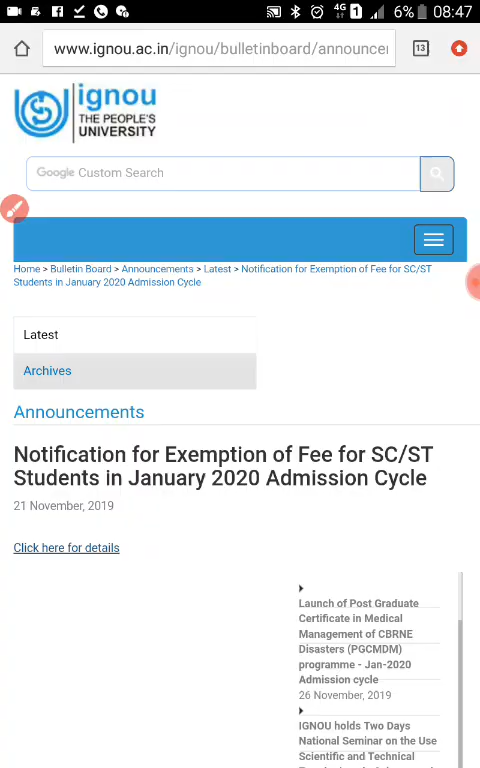 4G
1
6%
08:47
www.ignou.ac.in/ignou/bulletinboard/announce
13
ignou
THE PEOPLE'S
UNIVERSITY
Google Custom Search
Home > Bulletin Board > Announcements > Latest > Notification for Exemption of Fee for SC/ST
Students in January 2020 Admission Cycle
Latest
Archives
Announcements
Notification for Exemption of Fee for SC/ST
Students in January 2020 Admission Cycle
21 November, 2019
Click here for details
Launch of Post Graduate
Certificate in Medical
Management of CBRNE
Disasters (PGCMDM)
programme - Jan-2020
Admission cycle
26 November, 2019
IGNOU holds Two Days
National Seminar on the Use
Scientific and Technical